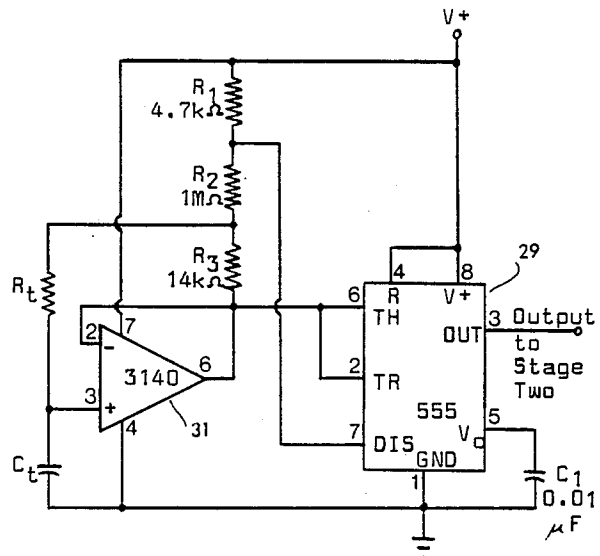 V+
R1
4.7kΩ
R2
1MΩ
R3
14kΩ
Rt
Ct
2
7
3
3140
6
4
31
29
4
8
R
V+
6
TH
2
TR
7
DIS
555
GND
1
OUT
3
Output
to
Stage
Two
5
V□
C1
0.01
μF
-
+